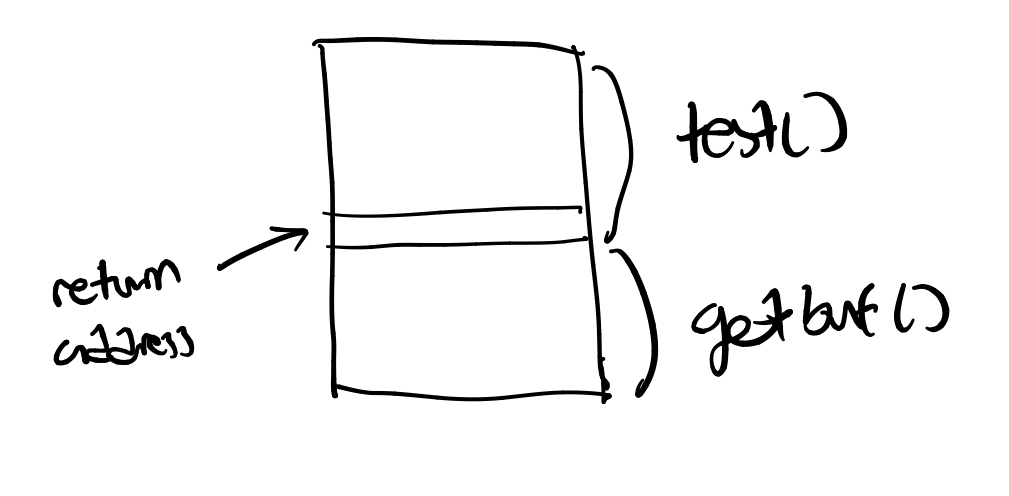 test()
return
address
getbuf()